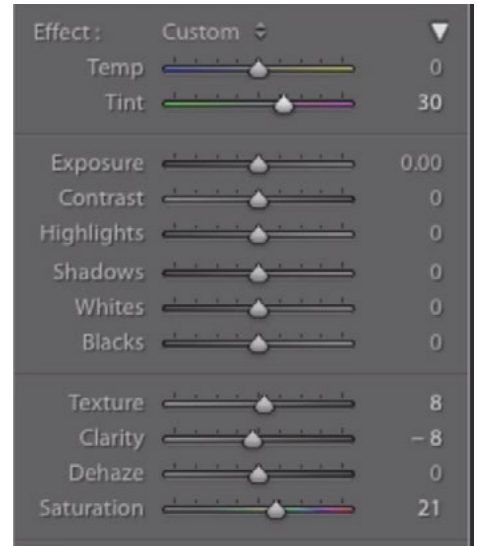 Effect : Custom
Temp 0
Tint 30
Exposure 0.00
Contrast 0
Highlights 0
Shadows 0
Whites 0
Blacks 0
Texture 8
Clarity – 8
Dehaze 0
Saturation 21